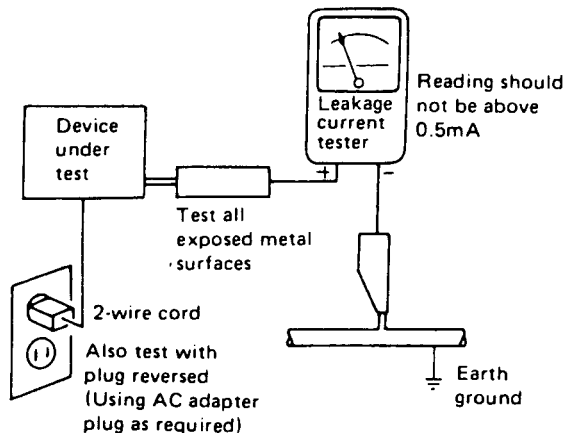 Device
under
test
Leakage
current
tester
Reading should
not be above
0.5mA
+
-
Test all
exposed metal
surfaces
2-wire cord
Also test with
plug reversed
(Using AC adapter
plug as required)
Earth
ground